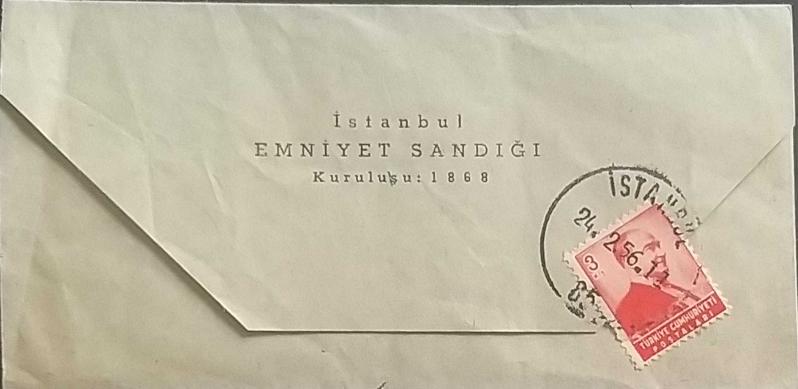 İstanbul
EMNİYET SANDIĞI
Kuruluşu: 1868
İSTANBUL
24. 2 56. 17
3
TÜRKİYE CUMHURİYETİ
POSTALARI